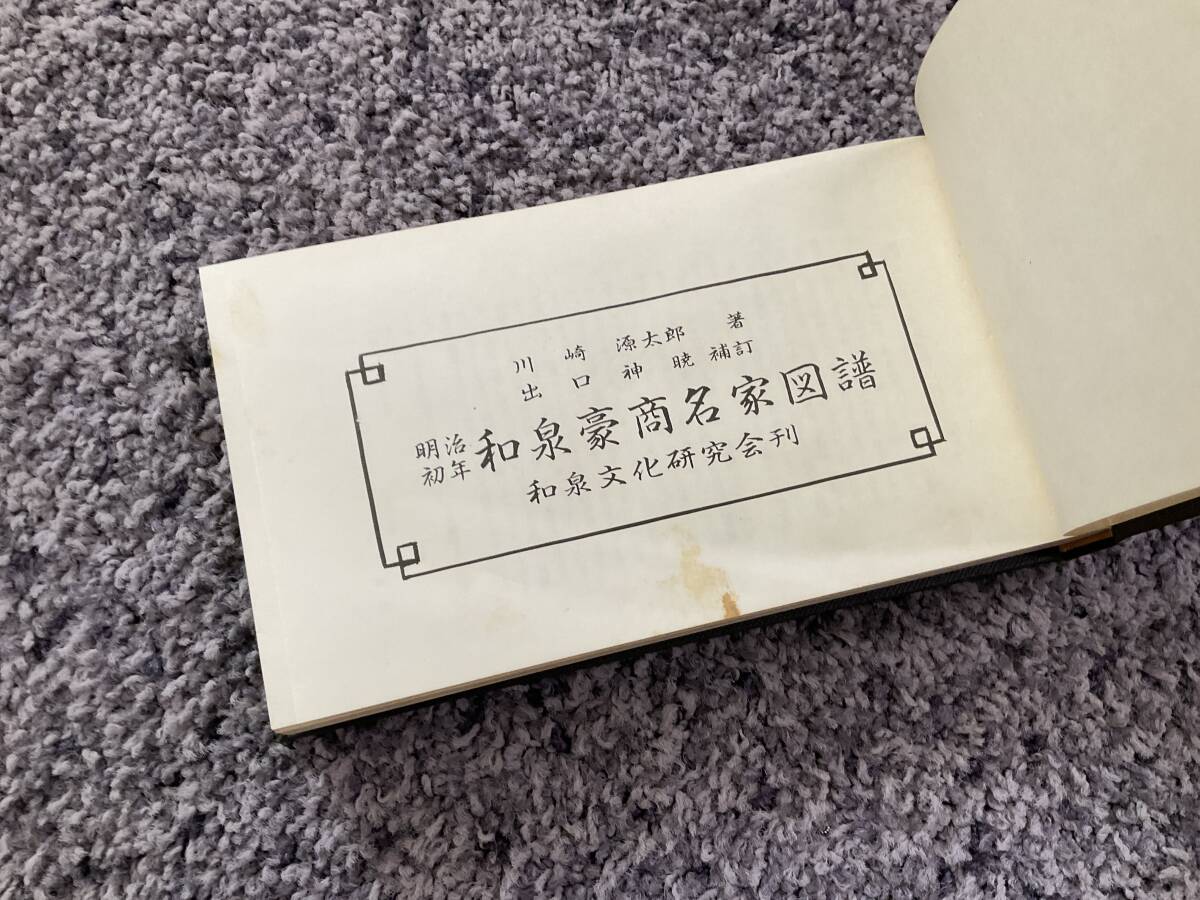 川崎源太郎 著
出口神暁 補訂
明治初年 和泉豪商名家図譜
和泉文化研究会刊